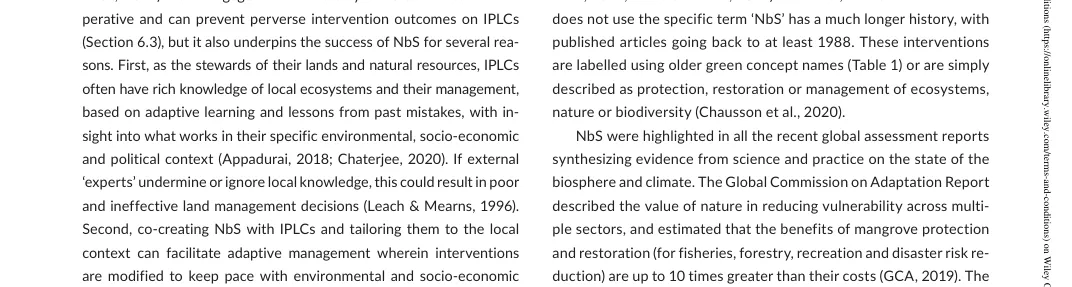 perative and can prevent perverse intervention outcomes on IPLCs
(Section 6.3), but it also underpins the success of NbS for several rea-
sons. First, as the stewards of their lands and natural resources, IPLCs
often have rich knowledge of local ecosystems and their management,
based on adaptive learning and lessons from past mistakes, with in-
sight into what works in their specific environmental, socio-economic
and political context (Appadurai, 2018; Chaterjee, 2020). If external
‘experts’ undermine or ignore local knowledge, this could result in poor
and ineffective land management decisions (Leach & Mearns, 1996).
Second, co-creating NbS with IPLCs and tailoring them to the local
context can facilitate adaptive management wherein interventions
are modified to keep pace with environmental and socio-economic
does not use the specific term ‘NbS’ has a much longer history, with
published articles going back to at least 1988. These interventions
are labelled using older green concept names (Table 1) or are simply
described as protection, restoration or management of ecosystems,
nature or biodiversity (Chausson et al., 2020).
NbS were highlighted in all the recent global assessment reports
synthesizing evidence from science and practice on the state of the
biosphere and climate. The Global Commission on Adaptation Report
described the value of nature in reducing vulnerability across multi-
ple sectors, and estimated that the benefits of mangrove protection
and restoration (for fisheries, forestry, recreation and disaster risk re-
duction) are up to 10 times greater than their costs (GCA, 2019). The
(https://onlinelibrary.wiley.com/terms-and-conditions) on Wiley